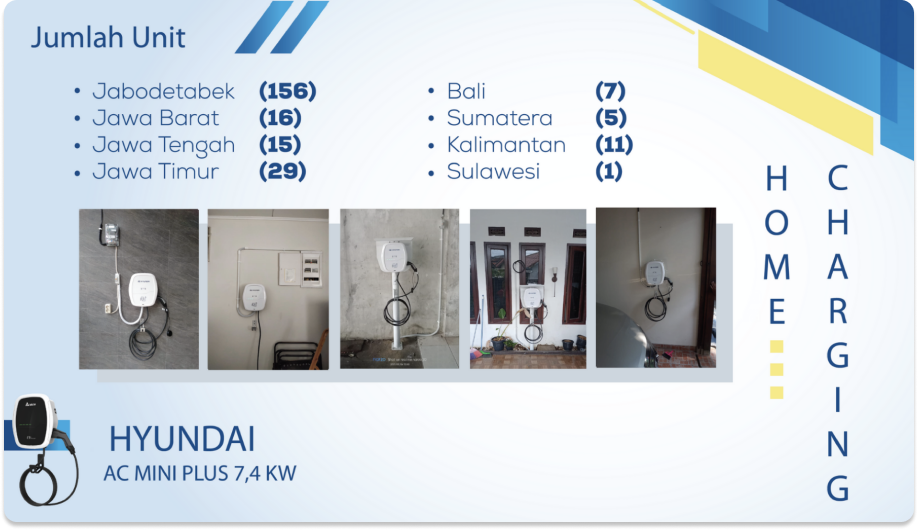 Jumlah Unit
• Jabodetabek (156)
• Jawa Barat (16)
• Jawa Tengah (15)
• Jawa Timur (29)
• Bali (7)
• Sumatera (5)
• Kalimantan (11)
• Sulawesi (1)
HOME
CHARGING
HYUNDAI
AC MINI PLUS 7,4 KW